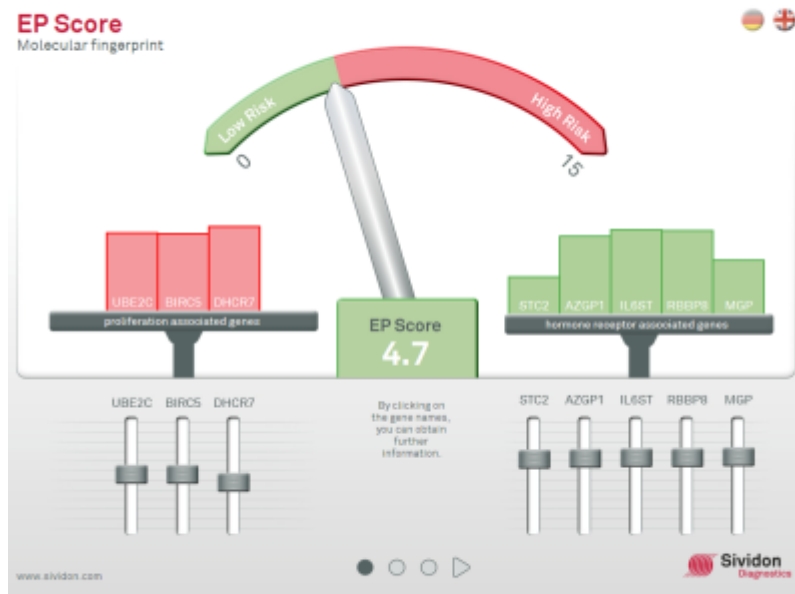 EP Score
Molecular fingerprint
Low Risk
High Risk
0
15
UBE2C BIRC5 DHCR7
proliferation associated genes
EP Score
4.7
STC2 AZGP1 IL6ST RBBP8 MGP
hormone receptor associated genes
UBE2C BIRC5 DHCR7
By clicking on
the gene names,
you can obtain
further
information.
STC2 AZGP1 IL6ST RBBP8 MGP
www.sividon.com
Sividon
Diagnostics